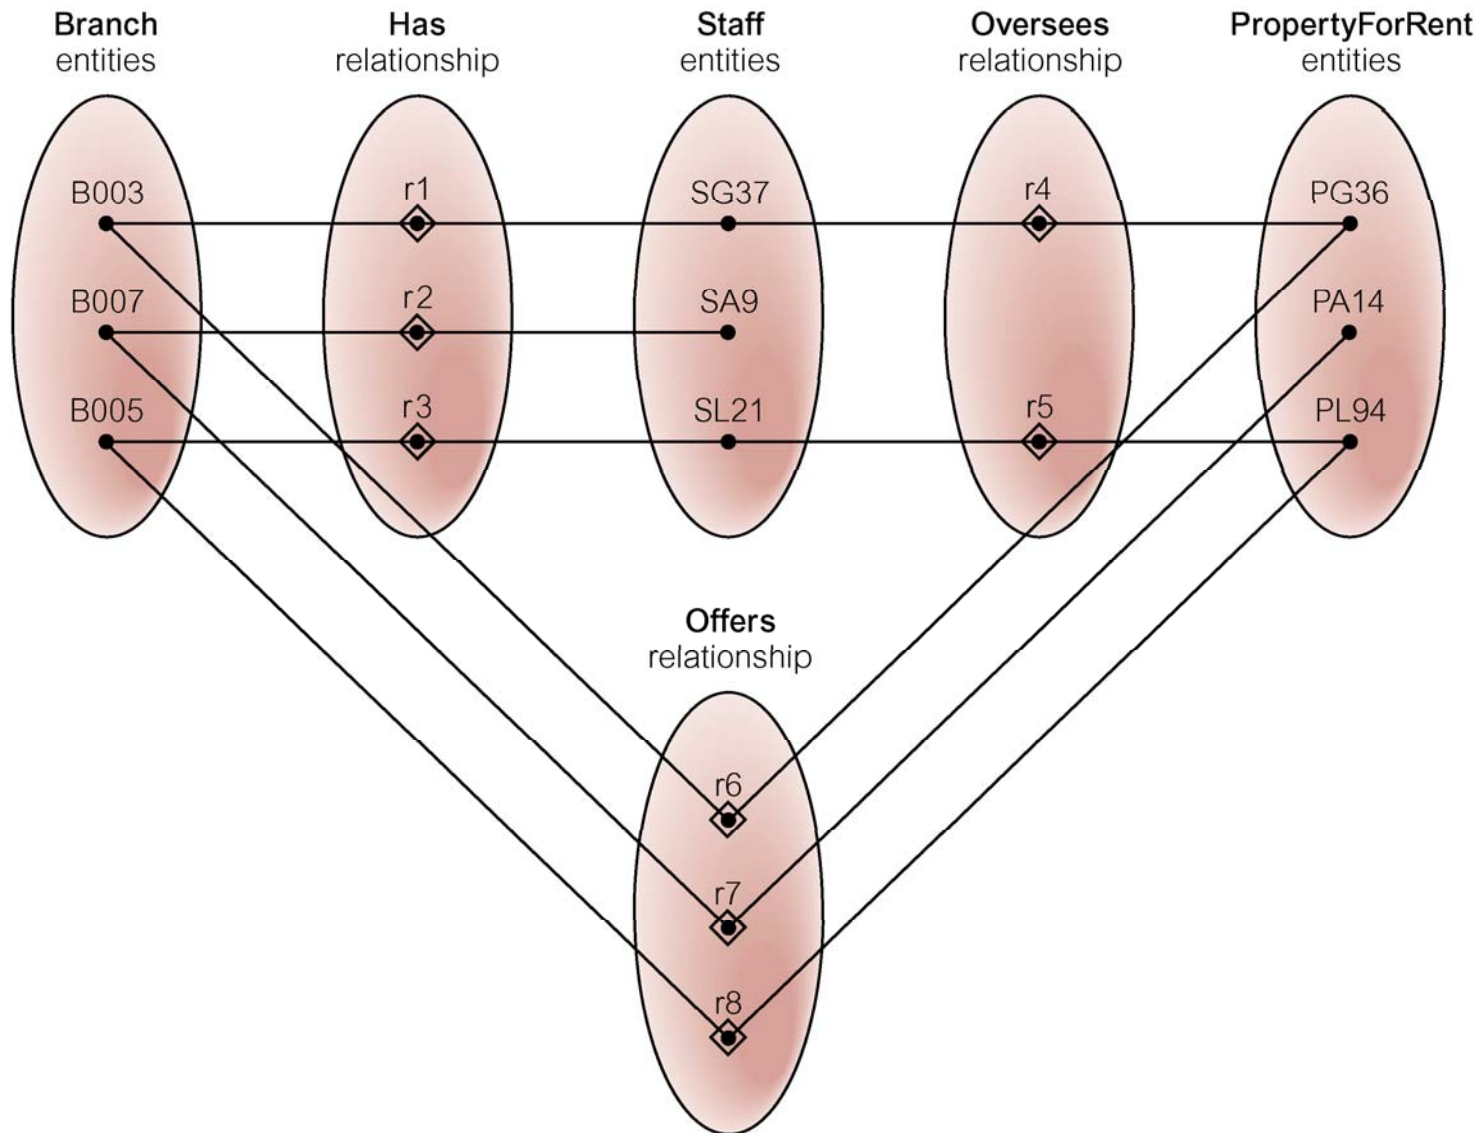 Branch
entities
Has
relationship
Staff
entities
Oversees
relationship
PropertyForRent
entities
B003
r1
SG37
r4
PG36
B007
r2
SA9
PA14
B005
r3
SL21
r5
PL94
Offers
relationship
r6
r7
r8